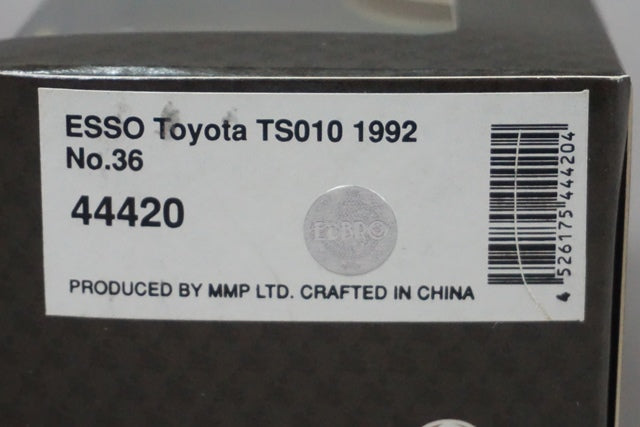 ESSO Toyota TS010 1992
No.36
44420
EBBRO
PRODUCED BY MMP LTD. CRAFTED IN CHINA
4 526175 444204